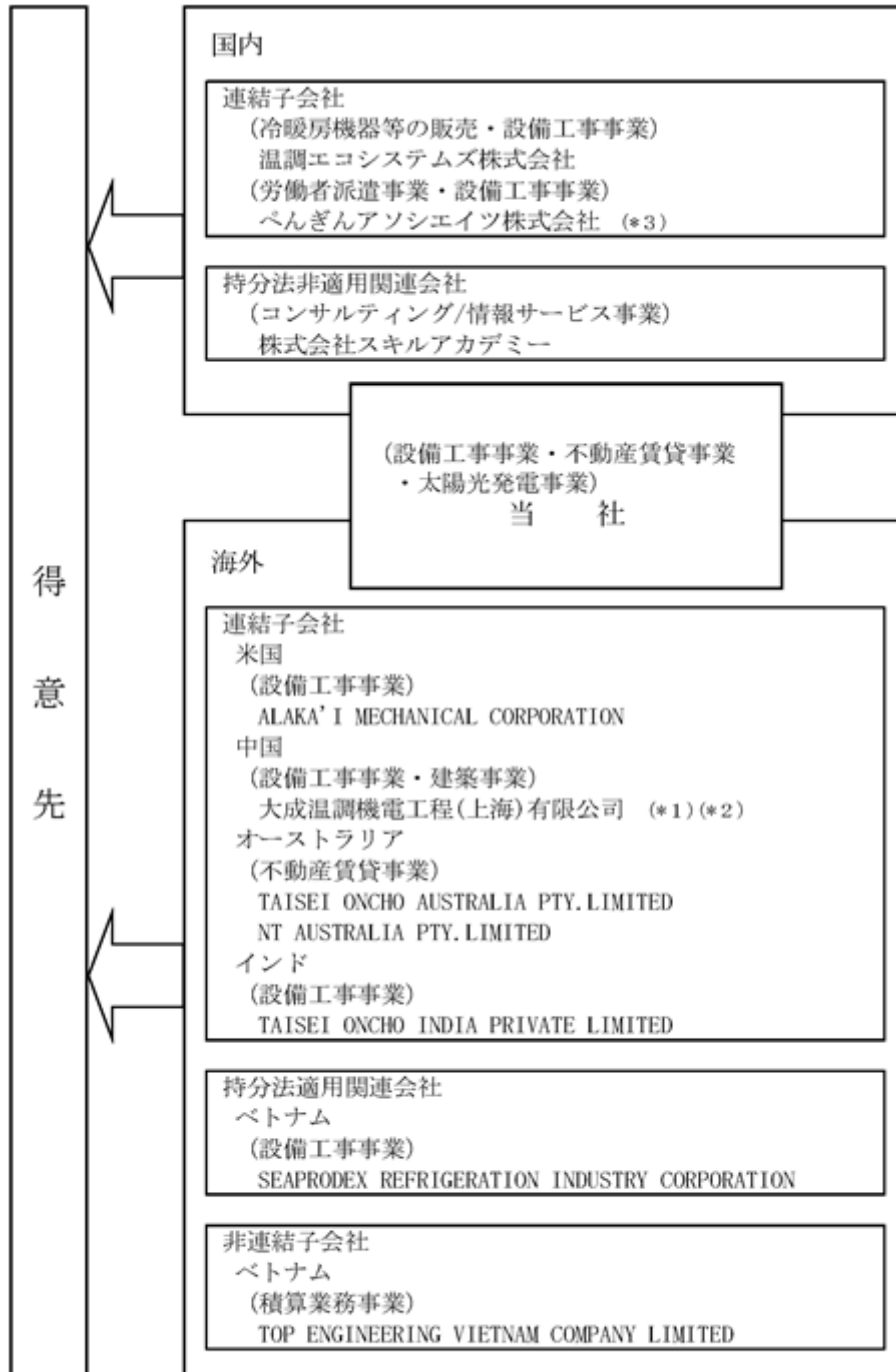 国内
連結子会社
(冷暖房機器等の販売・設備工事事業)
温調エコシステムズ株式会社
(労働者派遣事業・設備工事事業)
ぺんぎんアソシエイツ株式会社 (*3)
持分法非適用関連会社
(コンサルティング/情報サービス事業)
株式会社スキルアカデミー
(設備工事事業・不動産賃貸事業
・太陽光発電事業)
当 社
得意先
海外
連結子会社
米国
(設備工事事業)
ALAKA'I MECHANICAL CORPORATION
中国
(設備工事事業・建築事業)
大成温調機電工程(上海)有限公司 (*1)(*2)
オーストラリア
(不動産賃貸事業)
TAISEI ONCHO AUSTRALIA PTY.LIMITED
NT AUSTRALIA PTY.LIMITED
インド
(設備工事事業)
TAISEI ONCHO INDIA PRIVATE LIMITED
持分法適用関連会社
ベトナム
(設備工事事業)
SEAPRODEX REFRIGERATION INDUSTRY CORPORATION
非連結子会社
ベトナム
(積算業務事業)
TOP ENGINEERING VIETNAM COMPANY LIMITED